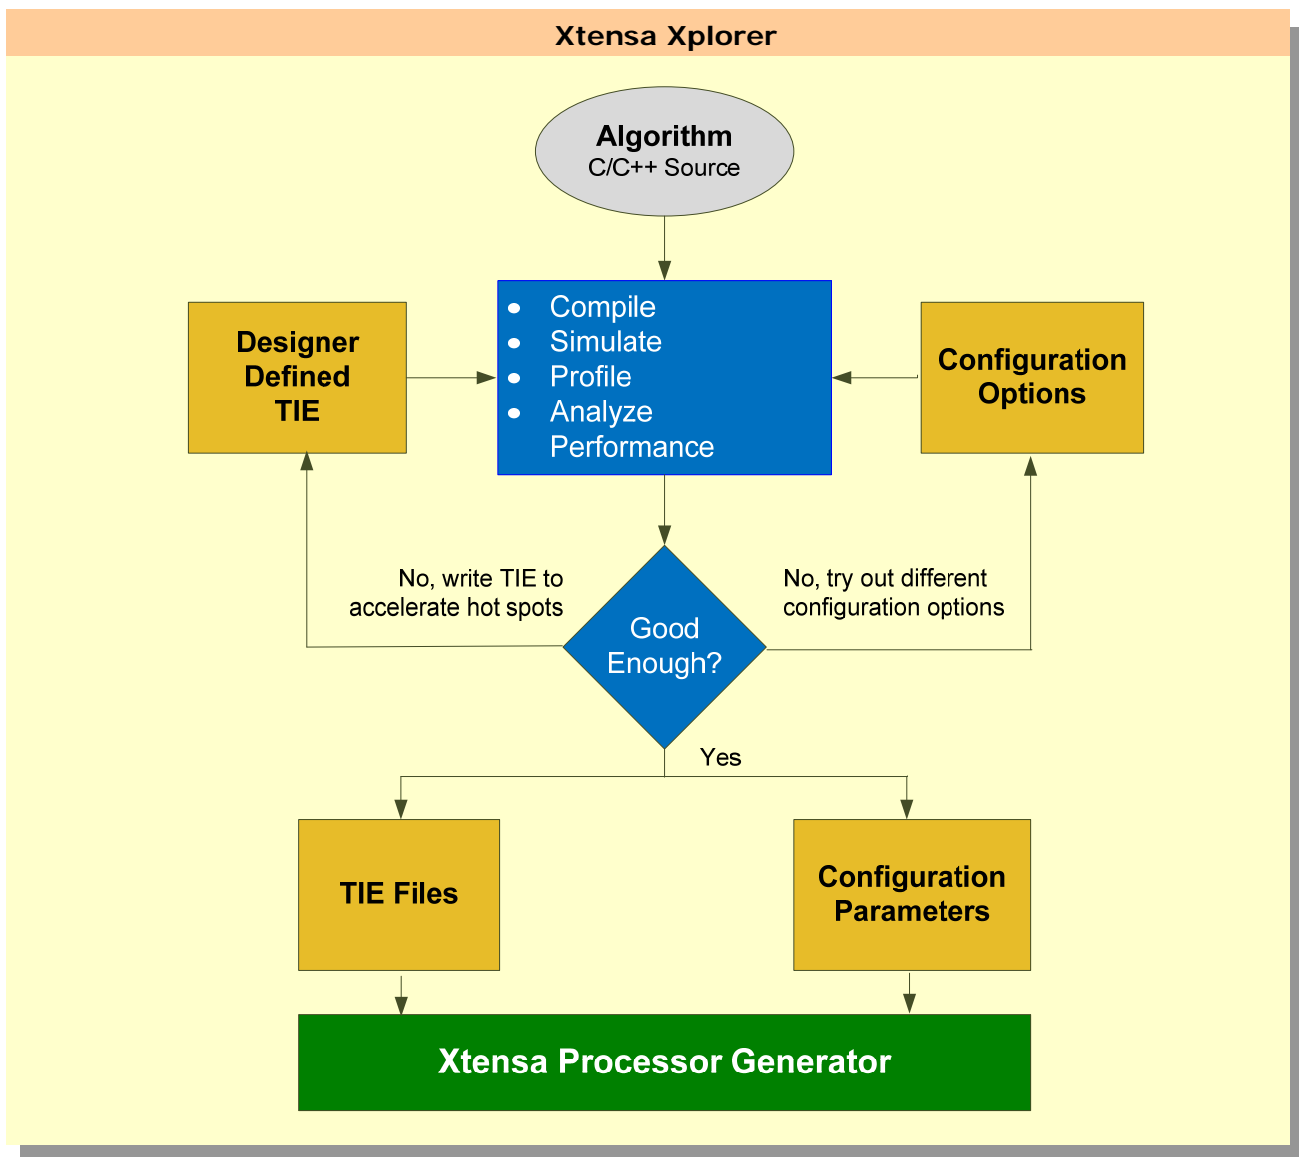 Xtensa Xplorer
Algorithm
C/C++ Source
Designer
Defined
TIE
• Compile
• Simulate
• Profile
• Analyze
Performance
Configuration
Options
No, write TIE to
accelerate hot spots
Good
Enough?
No, try out different
configuration options
Yes
TIE Files
Configuration
Parameters
Xtensa Processor Generator